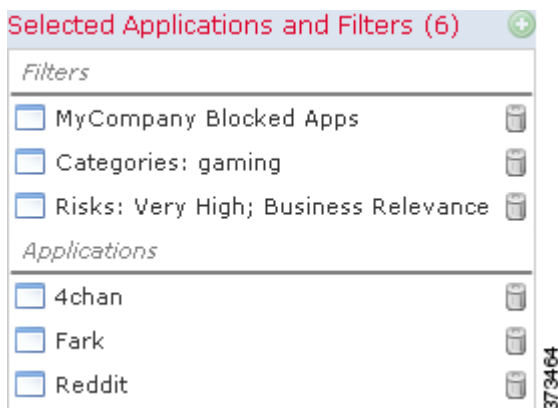 Selected Applications and Filters (6)
Filters
MyCompany Blocked Apps
Categories: gaming
Risks: Very High; Business Relevance
Applications
4chan
Fark
Reddit
373464